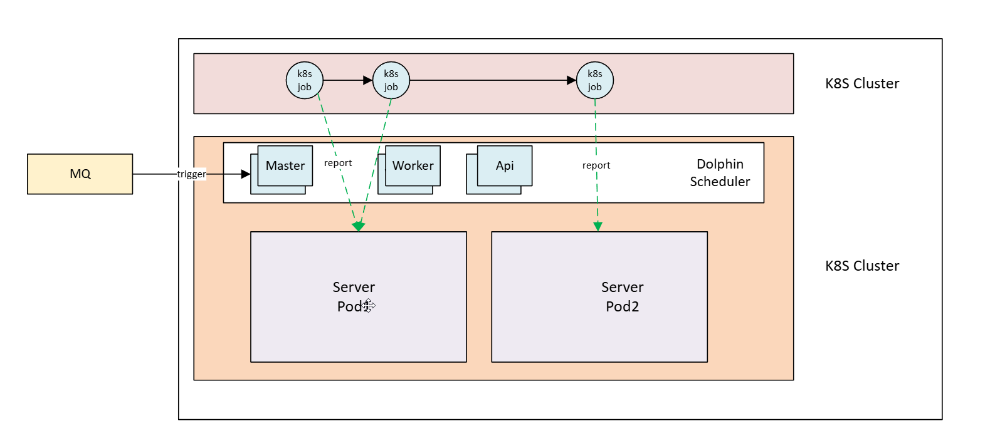 k8s
job
k8s
job
k8s
job
K8S Cluster
MQ
trigger
Master
report
Worker
Api
report
Dolphin
Scheduler
K8S Cluster
Server
Pod1
Server
Pod2